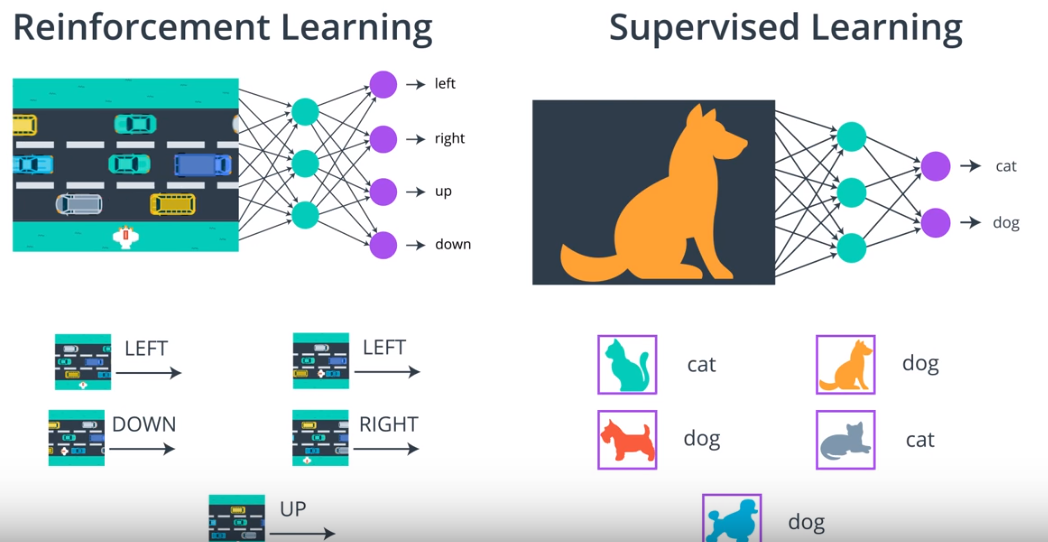 Reinforcement Learning
Supervised Learning
left
right
up
down
cat
dog
LEFT
LEFT
DOWN
RIGHT
UP
cat
dog
dog
cat
dog